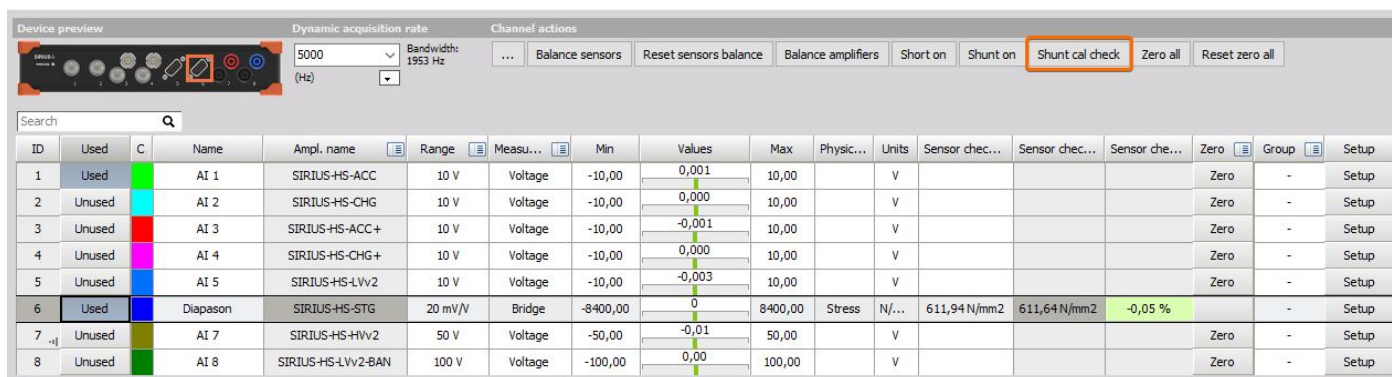 Device preview Dynamic acquisition rate Channel actions
SIRIUS i
5000 Bandwidth: 1953 Hz ... Balance sensors Reset sensors balance Balance amplifiers Short on Shunt on Shunt cal check Zero all Reset zero all
(Hz)
1 2 3 4 5 6 7 8
Search
ID Used C Name Ampl. name Range Measu... Min Values Max Physic... Units Sensor chec... Sensor chec... Sensor che... Zero Group Setup
1 Used AI 1 SIRIUS-HS-ACC 10 V Voltage -10,00 0,001 10,00 V Zero - Setup
2 Unused AI 2 SIRIUS-HS-CHG 10 V Voltage -10,00 0,000 10,00 V Zero - Setup
3 Unused AI 3 SIRIUS-HS-ACC+ 10 V Voltage -10,00 -0,001 10,00 V Zero - Setup
4 Unused AI 4 SIRIUS-HS-CHG+ 10 V Voltage -10,00 0,000 10,00 V Zero - Setup
5 Unused AI 5 SIRIUS-HS-LVv2 10 V Voltage -10,00 -0,003 10,00 V Zero - Setup
6 Used Diapason SIRIUS-HS-STG 20 mV/V Bridge -8400,00 0 8400,00 Stress N/... 611,94 N/mm2 611,64 N/mm2 -0,05 % - Setup
7 Unused AI 7 SIRIUS-HS-HVv2 50 V Voltage -50,00 -0,01 50,00 V Zero - Setup
8 Unused AI 8 SIRIUS-HS-LVv2-BAN 100 V Voltage -100,00 0,00 100,00 V Zero - Setup